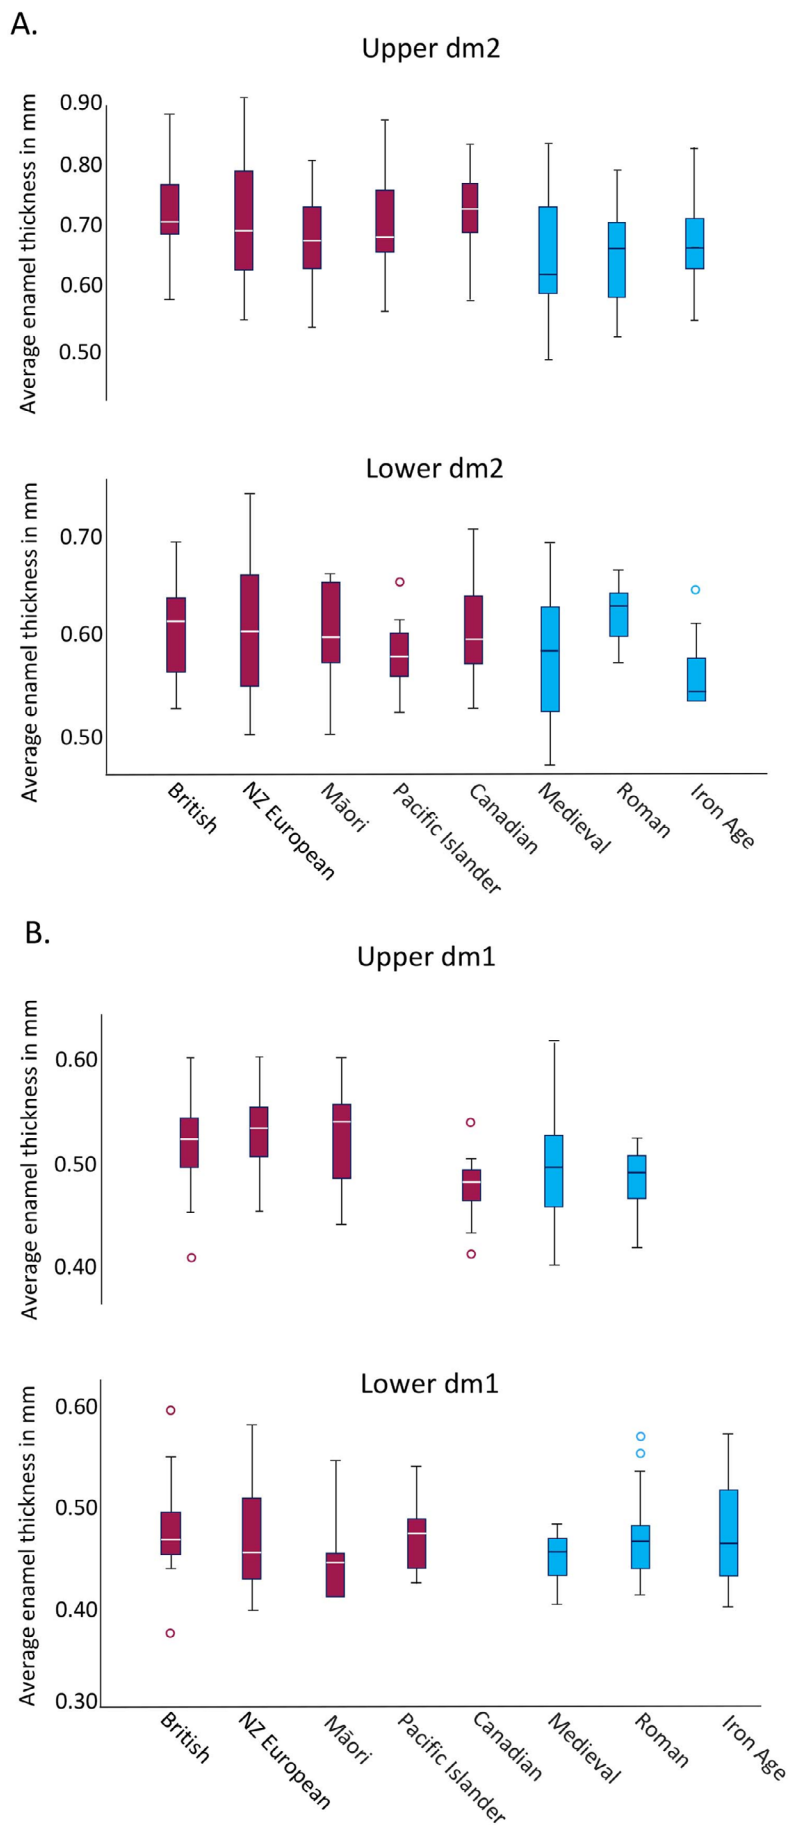 A.
Upper dm2
Average enamel thickness in mm
0.90
0.80
0.70
0.60
0.50
Lower dm2
Average enamel thickness in mm
0.70
0.60
0.50
British
NZ European
Māori
Pacific Islander
Canadian
Medieval
Roman
Iron Age
B.
Upper dm1
Average enamel thickness in mm
0.60
0.50
0.40
Lower dm1
Average enamel thickness in mm
0.60
0.50
0.40
0.30
British
NZ European
Māori
Pacific Islander
Canadian
Medieval
Roman
Iron Age